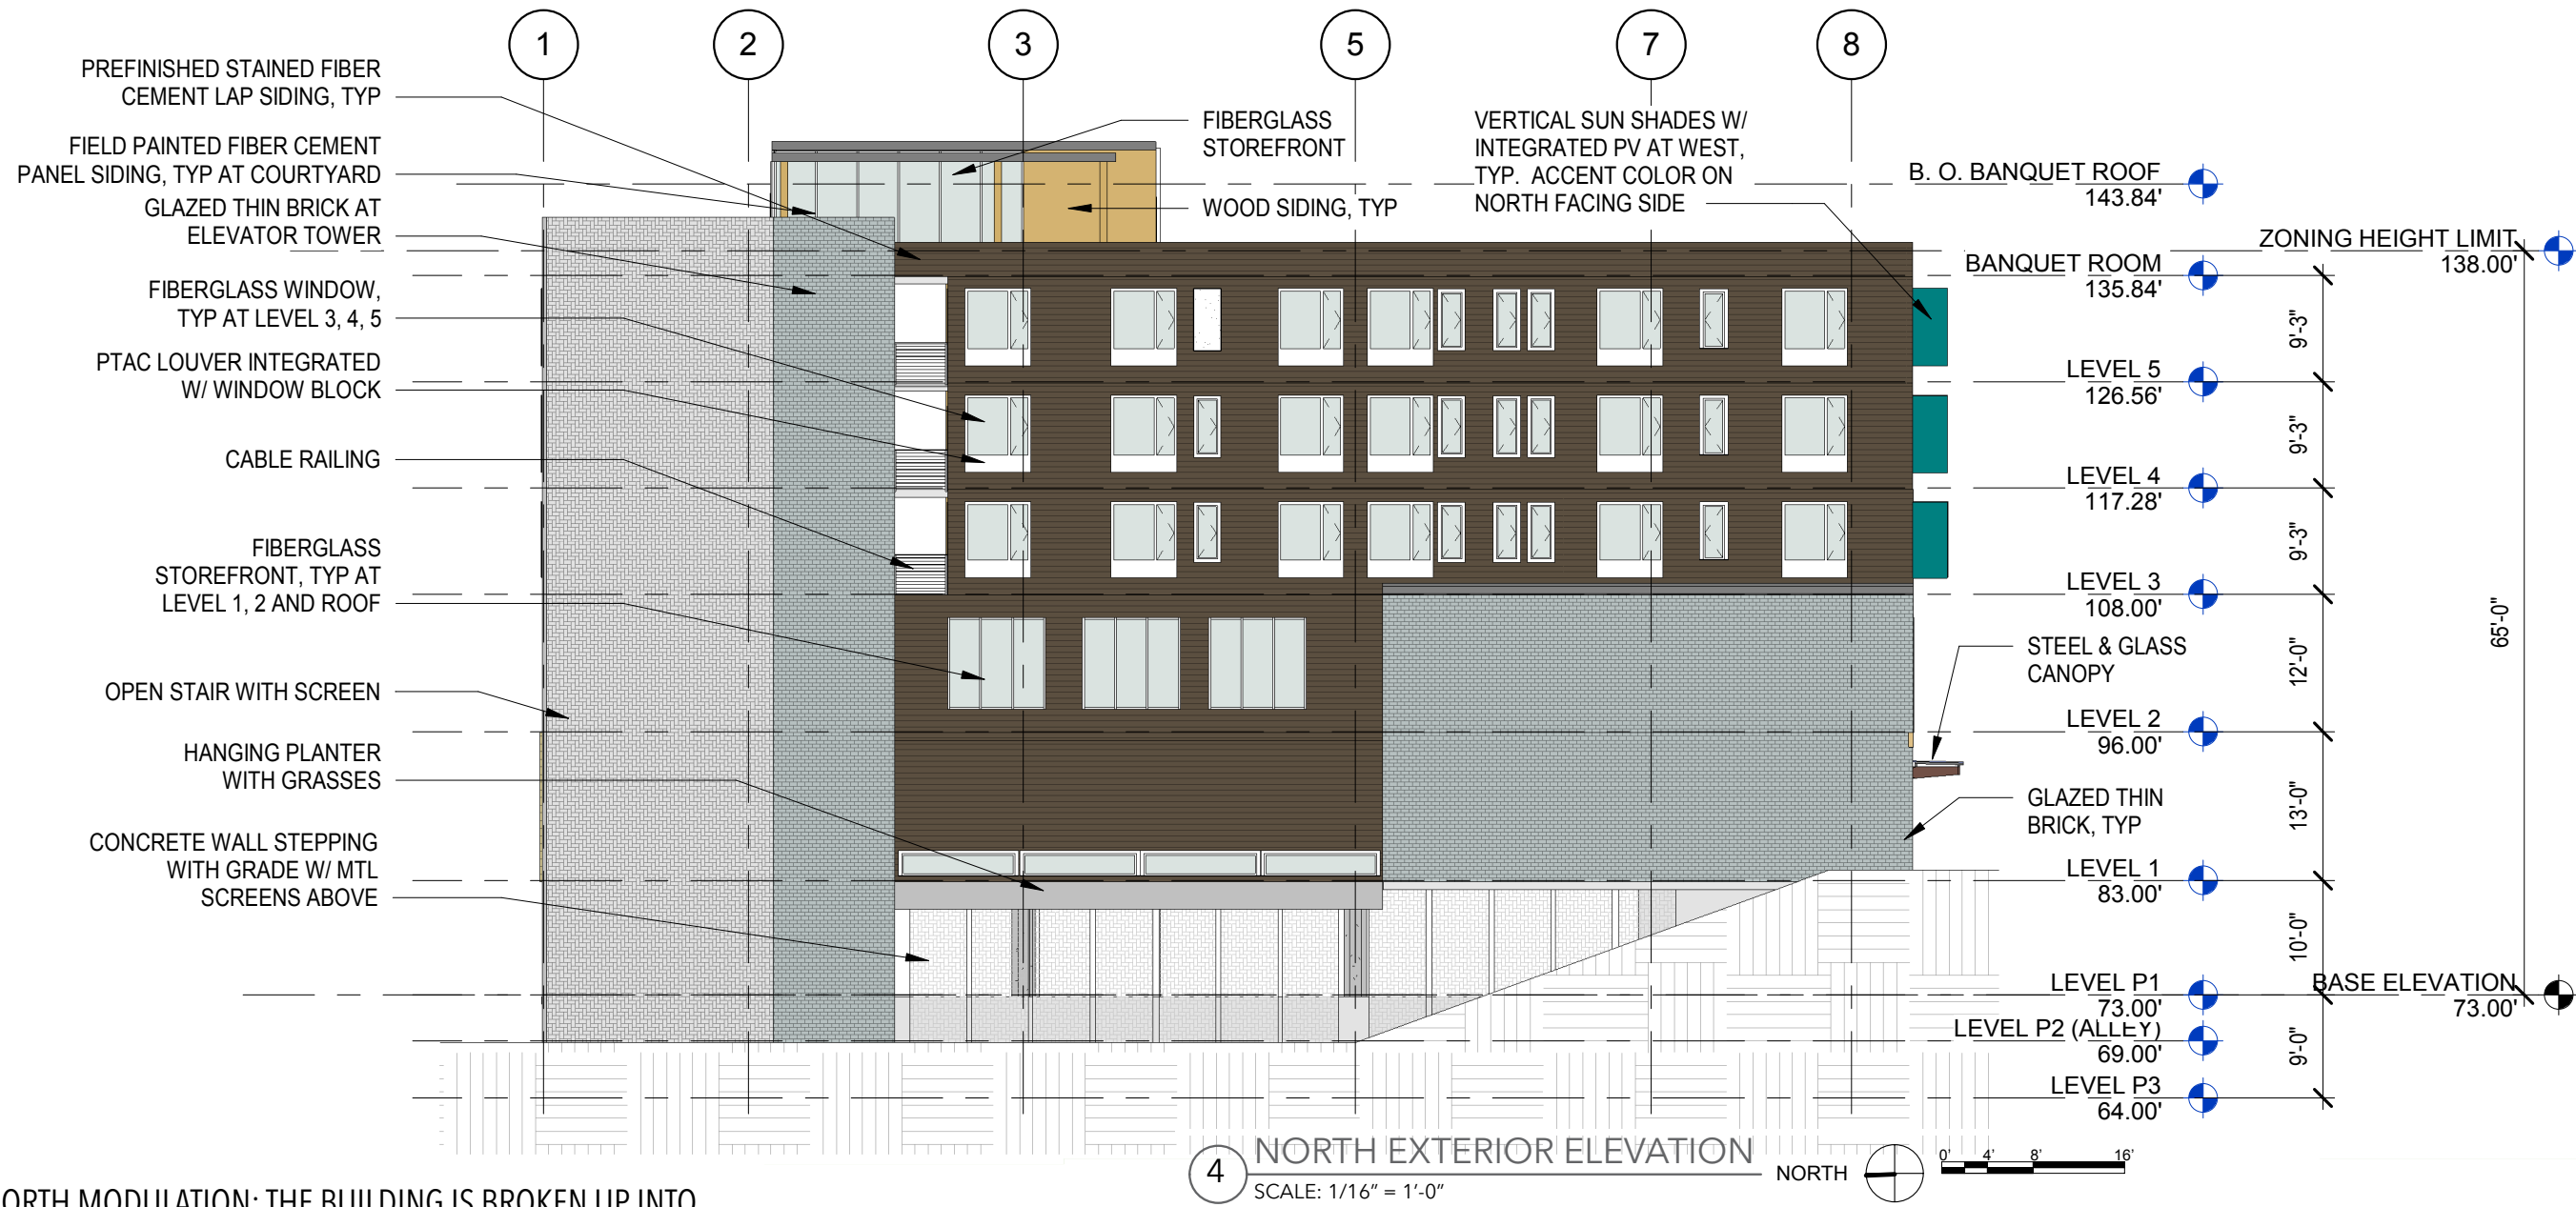 1
2
3
5
7
8
PREFINISHED STAINED FIBER
CEMENT LAP SIDING, TYP
FIELD PAINTED FIBER CEMENT
PANEL SIDING, TYP AT COURTYARD
GLAZED THIN BRICK AT
ELEVATOR TOWER
FIBERGLASS WINDOW,
TYP AT LEVEL 3, 4, 5
PTAC LOUVER INTEGRATED
W/ WINDOW BLOCK
CABLE RAILING
FIBERGLASS
STOREFRONT, TYP AT
LEVEL 1, 2 AND ROOF
OPEN STAIR WITH SCREEN
HANGING PLANTER
WITH GRASSES
CONCRETE WALL STEPPING
WITH GRADE W/ MTL
SCREENS ABOVE
FIBERGLASS
STOREFRONT
WOOD SIDING, TYP
VERTICAL SUN SHADES W/
INTEGRATED PV AT WEST,
TYP. ACCENT COLOR ON
NORTH FACING SIDE
STEEL & GLASS
CANOPY
GLAZED THIN
BRICK, TYP
B. O. BANQUET ROOF
143.84'
ZONING HEIGHT LIMIT
138.00'
BANQUET ROOM
135.84'
9'-3"
LEVEL 5
126.56'
9'-3"
LEVEL 4
117.28'
9'-3"
LEVEL 3
108.00'
12'-0"
65'-0"
LEVEL 2
96.00'
13'-0"
LEVEL 1
83.00'
10'-0"
LEVEL P1
73.00'
BASE ELEVATION
73.00'
LEVEL P2 (ALLEY)
69.00'
9'-0"
LEVEL P3
64.00'
4
NORTH EXTERIOR ELEVATION
SCALE: 1/16" = 1'-0"
NORTH
0' 4' 8' 16'
ORTH MODULATION: THE BUILDING IS BROKEN UP INTO